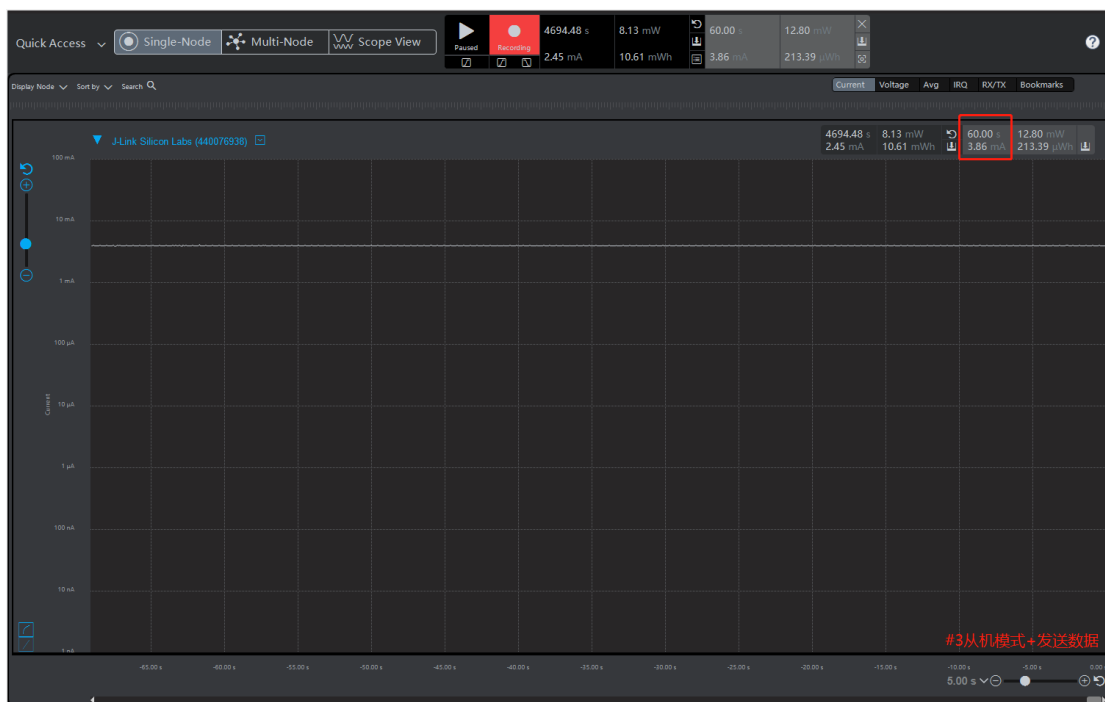 Quick Access Single-Node Multi-Node Scope View
Paused Recording
4694.48 s 8.13 mW 60.00 s 12.80 mW
2.45 mA 10.61 mWh 3.86 mA 213.39 µWh
Display Node Sort by Search
Current Voltage Avg IRQ RX/TX Bookmarks
J-Link Silicon Labs (440076938)
4694.48 s 8.13 mW 60.00 s 12.80 mW
2.45 mA 10.61 mWh 3.86 mA 213.39 µWh
100 mA
10 mA
1 mA
100 µA
Current
10 µA
1 µA
100 nA
10 nA
1 nA
#3从机模式+发送数据
-65.00 s -60.00 s -55.00 s -50.00 s -45.00 s -40.00 s -35.00 s -30.00 s -25.00 s -20.00 s -15.00 s -10.00 s -5.00 s 0.00
5.00 s